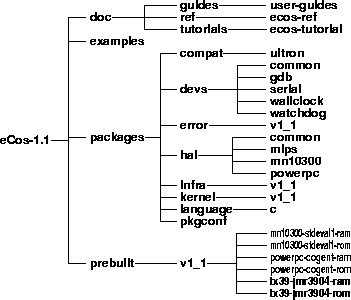 guides user-guides
doc ref ecos-ref
tutorials ecos-tutorial
examples
compat ultron
common
gdb
devs serial
wallclock
watchdog
error v1_1
eCos-1.1 packages common
hal mips
mn10300
powerpc
infra v1_1
kernel v1_1
language c
pkgconf
mn10300-stdeval1-ram
mn10300-stdeval1-rom
prebuilt v1_1 powerpc-cogent-ram
powerpc-cogent-rom
tx39-jmr3904-ram
tx39-jmr3904-rom